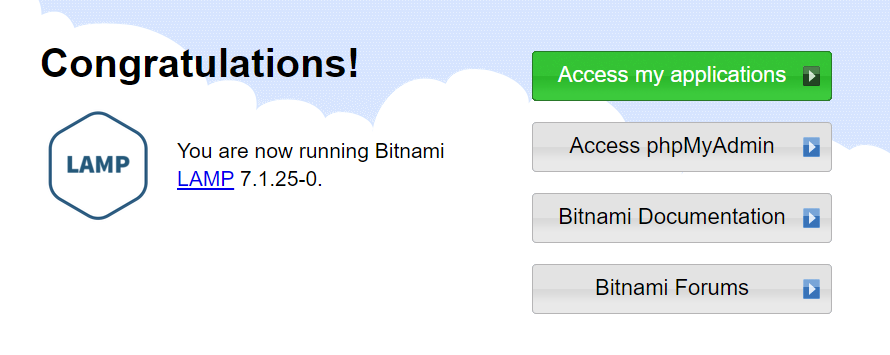 Congratulations!
LAMP
You are now running Bitnami
LAMP 7.1.25-0.
Access my applications
Access phpMyAdmin
Bitnami Documentation
Bitnami Forums